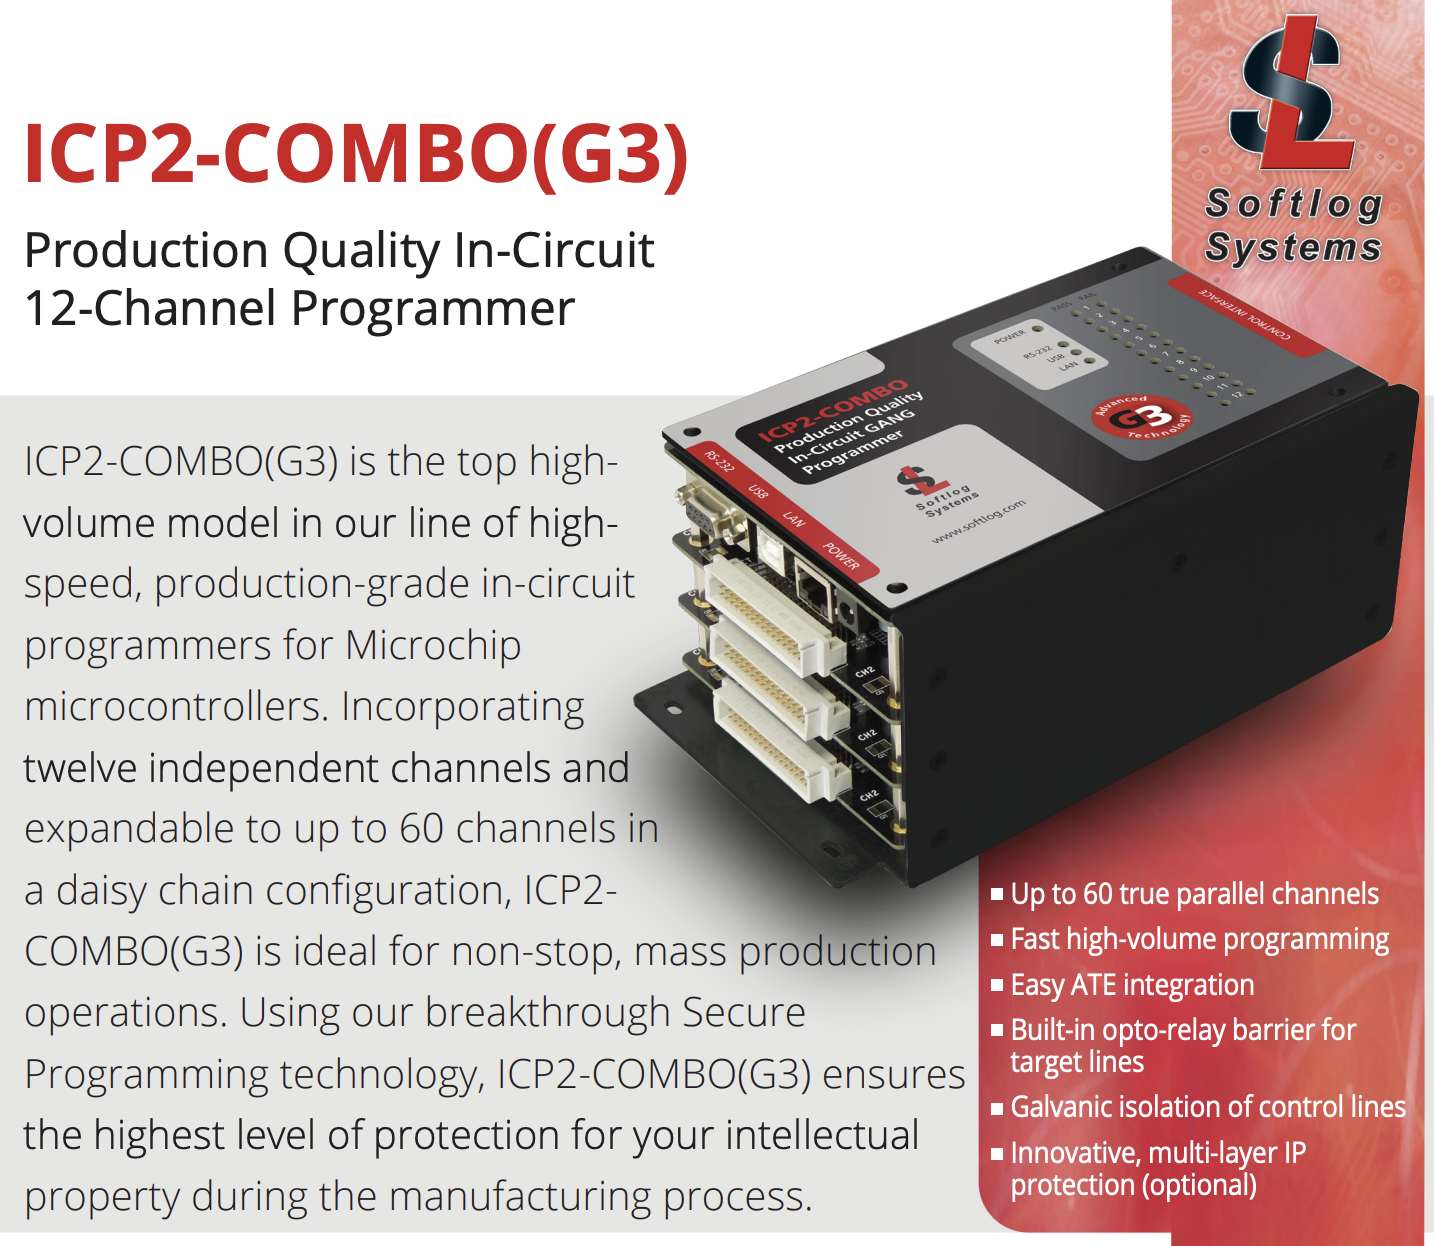 Softlog
Systems
ICP2-COMBO(G3)
Production Quality In-Circuit
12-Channel Programmer
CONTROL INTERFACE
PASS FAIL
1
2
3
4
5
6
7
8
9
10
11
12
POWER
RS-232
USB
LAN
Advanced
G3
Technology
ICP2-COMBO
Production Quality
In-Circuit GANG
Programmer
Softlog
Systems
www.softlog.com
RS-232
USB
LAN
POWER
CH2
CH2
CH2
ICP2-COMBO(G3) is the top high-
volume model in our line of high-
speed, production-grade in-circuit
programmers for Microchip
microcontrollers. Incorporating
twelve independent channels and
expandable to up to 60 channels in
a daisy chain configuration, ICP2-
COMBO(G3) is ideal for non-stop, mass production
operations. Using our breakthrough Secure
Programming technology, ICP2-COMBO(G3) ensures
the highest level of protection for your intellectual
property during the manufacturing process.
Up to 60 true parallel channels
Fast high-volume programming
Easy ATE integration
Built-in opto-relay barrier for
target lines
Galvanic isolation of control lines
Innovative, multi-layer IP
protection (optional)